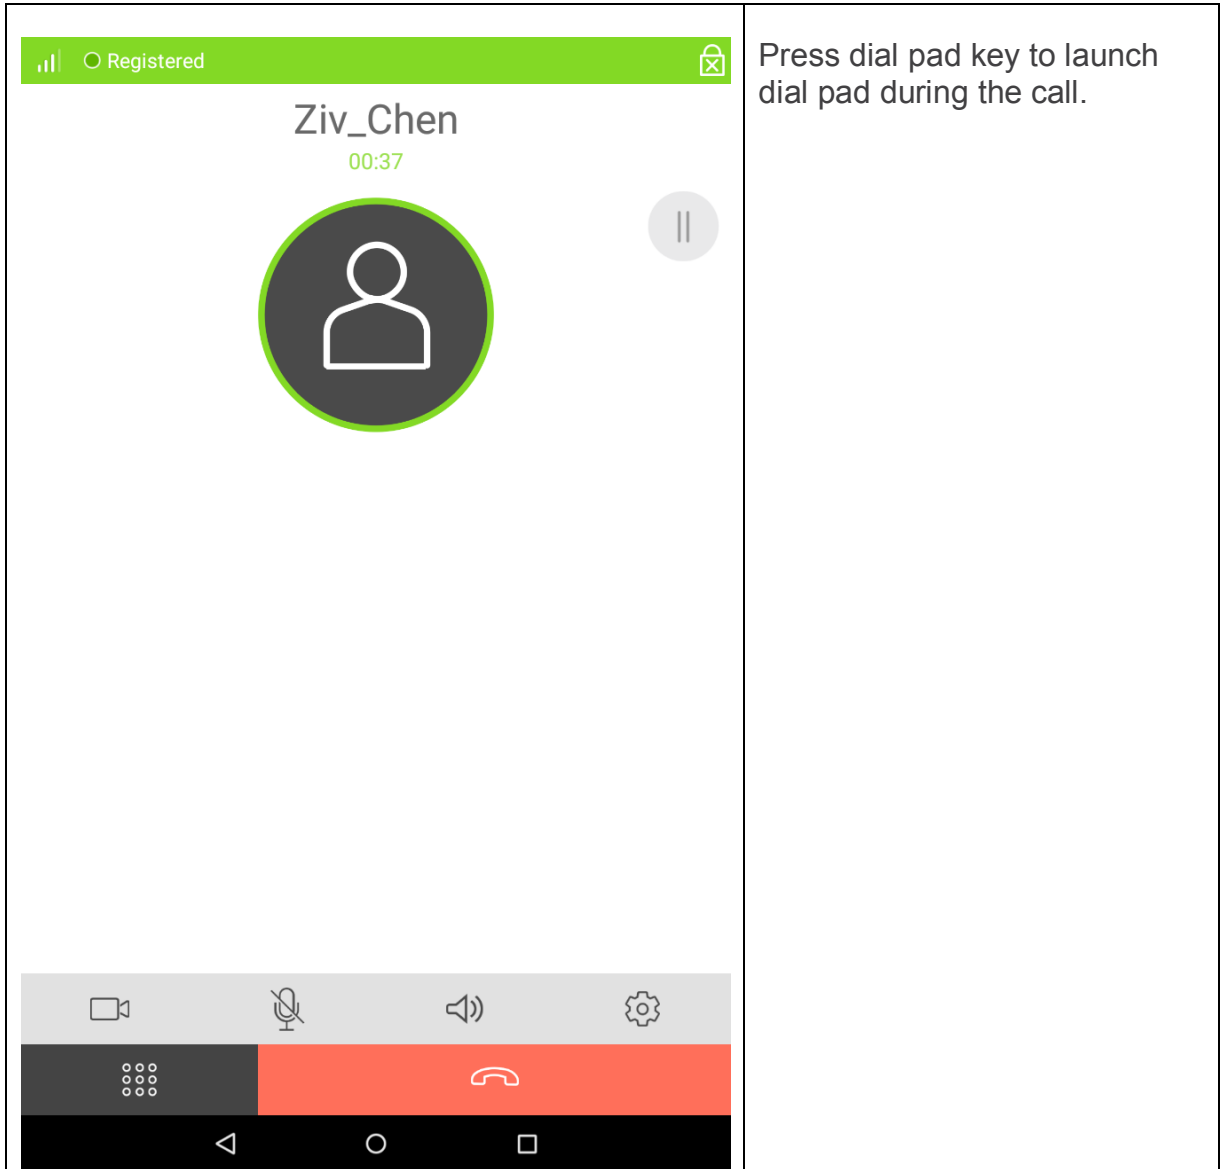 Registered
Ziv_Chen
00:37
Press dial pad key to launch
dial pad during the call.